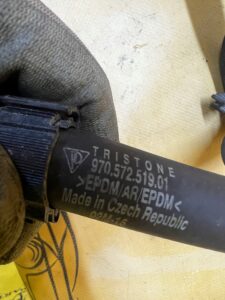 TRISTONE
970.572.519.01
>EPDM/AR/EPDM<
Made in Czech Republic